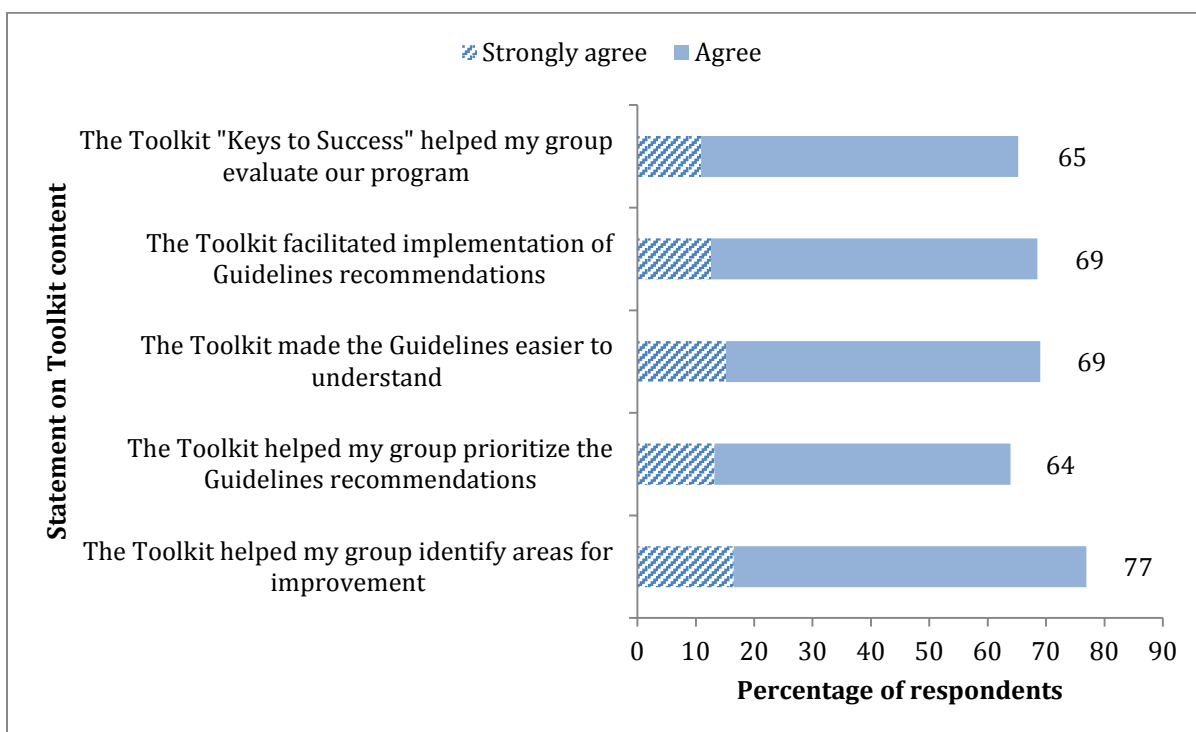 Strongly agree Agree
Statement on Toolkit content
The Toolkit "Keys to Success" helped my group
evaluate our program
65
The Toolkit facilitated implementation of
Guidelines recommendations
69
The Toolkit made the Guidelines easier to
understand
69
The Toolkit helped my group prioritize the
Guidelines recommendations
64
The Toolkit helped my group identify areas for
improvement
77
0 10 20 30 40 50 60 70 80 90
Percentage of respondents